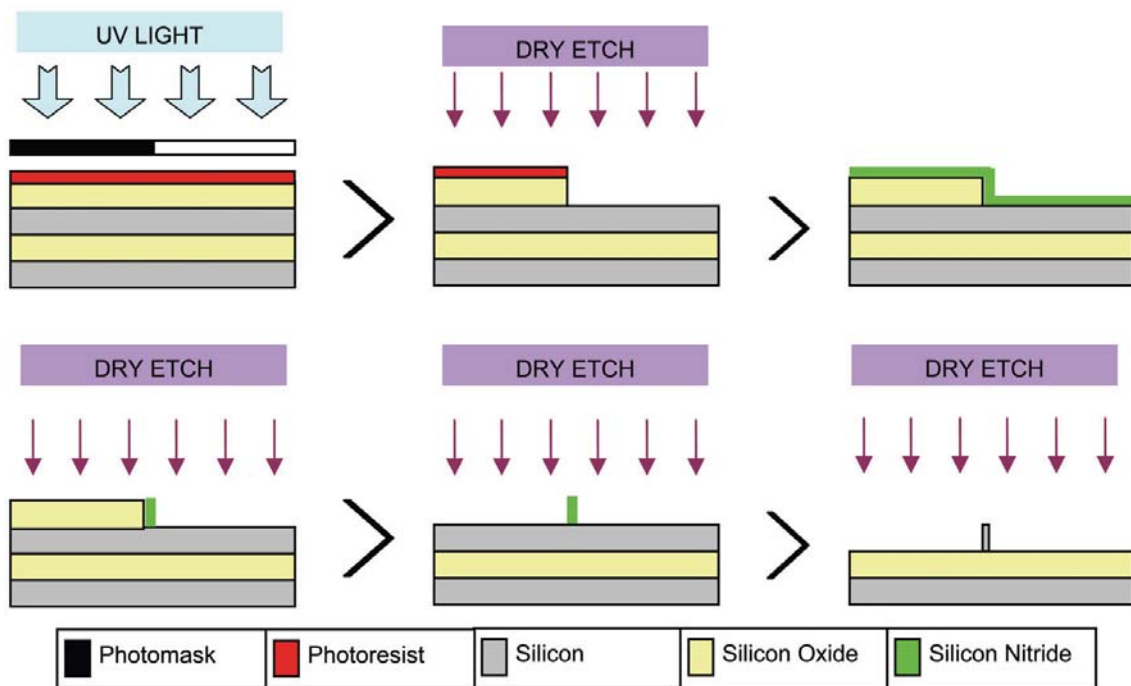 UV LIGHT
DRY ETCH
DRY ETCH
DRY ETCH
DRY ETCH
Photomask
Photoresist
Silicon
Silicon Oxide
Silicon Nitride